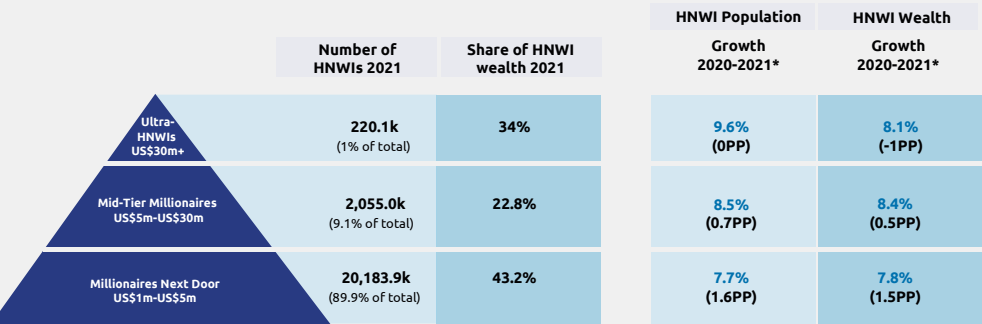 HNWI Population
HNWI Wealth
Number of
HNWIs 2021
Share of HNWI
wealth 2021
Growth
2020-2021*
Growth
2020-2021*
Ultra-
HNWIs
US$30m+
220.1k
(1% of total)
34%
9.6%
(0PP)
8.1%
(-1PP)
Mid-Tier Millionaires
US$5m-US$30m
2,055.0k
(9.1% of total)
22.8%
8.5%
(0.7PP)
8.4%
(0.5PP)
Millionaires Next Door
US$1m-US$5m
20,183.9k
(89.9% of total)
43.2%
7.7%
(1.6PP)
7.8%
(1.5PP)